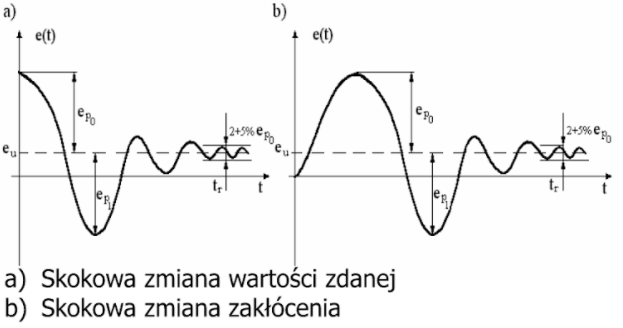 a)
b)
e(t)
e(t)
e_p0
e_p0
2+5% e_p0
2+5% e_p0
e_u
e_u
e_p1
e_p1
t_r
t
t_r
t
a) Skokowa zmiana wartości zdanej
b) Skokowa zmiana zakłócenia